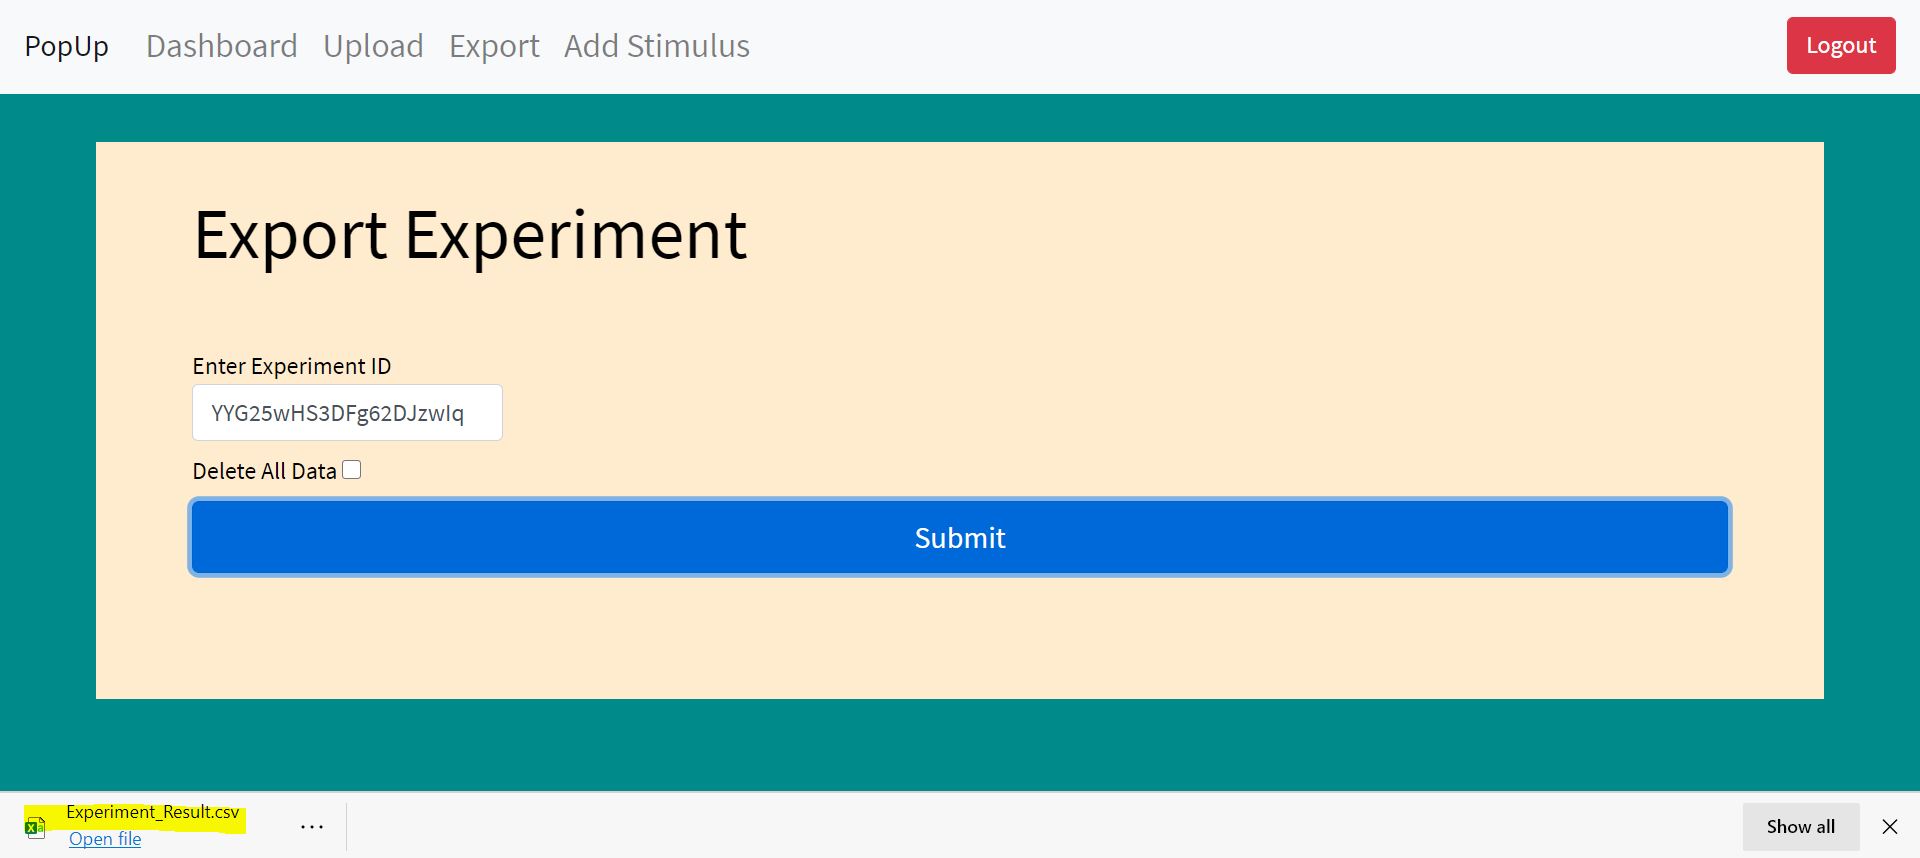 PopUp Dashboard Upload Export Add Stimulus Logout
Export Experiment
Enter Experiment ID
YYG25wHS3DFg62DJzwIq
Delete All Data
Submit
Experiment_Result.csv
Open file
... Show all